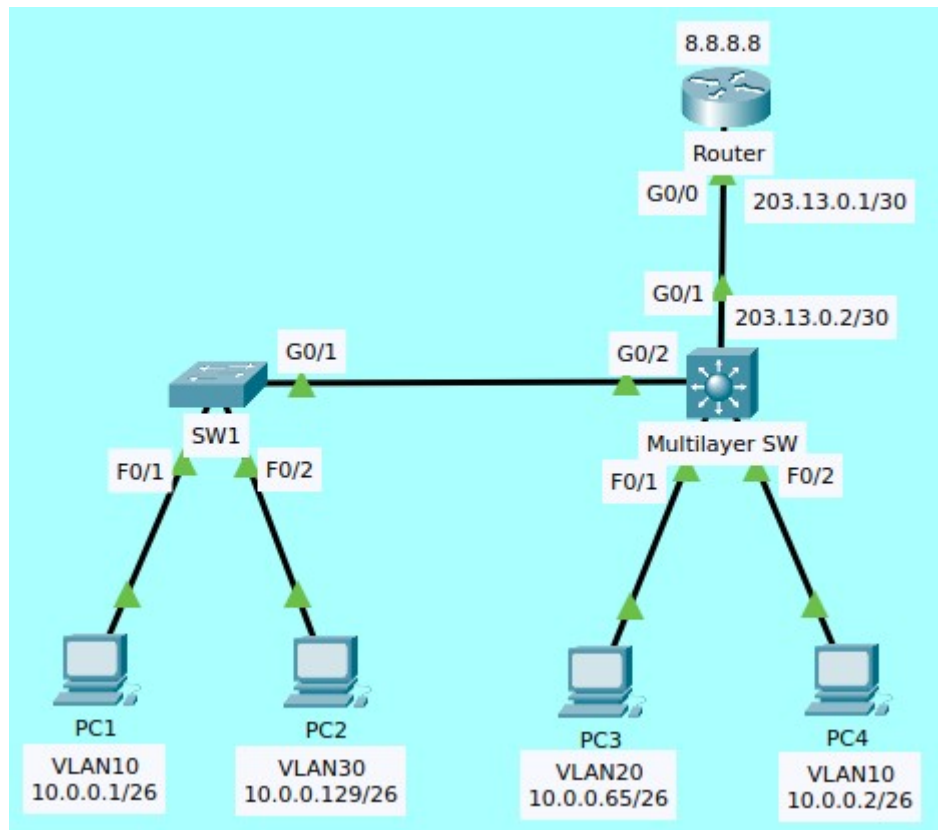 8.8.8.8
Router
G0/0
203.13.0.1/30
G0/1
203.13.0.2/30
G0/1
G0/2
SW1
Multilayer SW
F0/1
F0/2
F0/1
F0/2
PC1
VLAN10
10.0.0.1/26
PC2
VLAN30
10.0.0.129/26
PC3
VLAN20
10.0.0.65/26
PC4
VLAN10
10.0.0.2/26